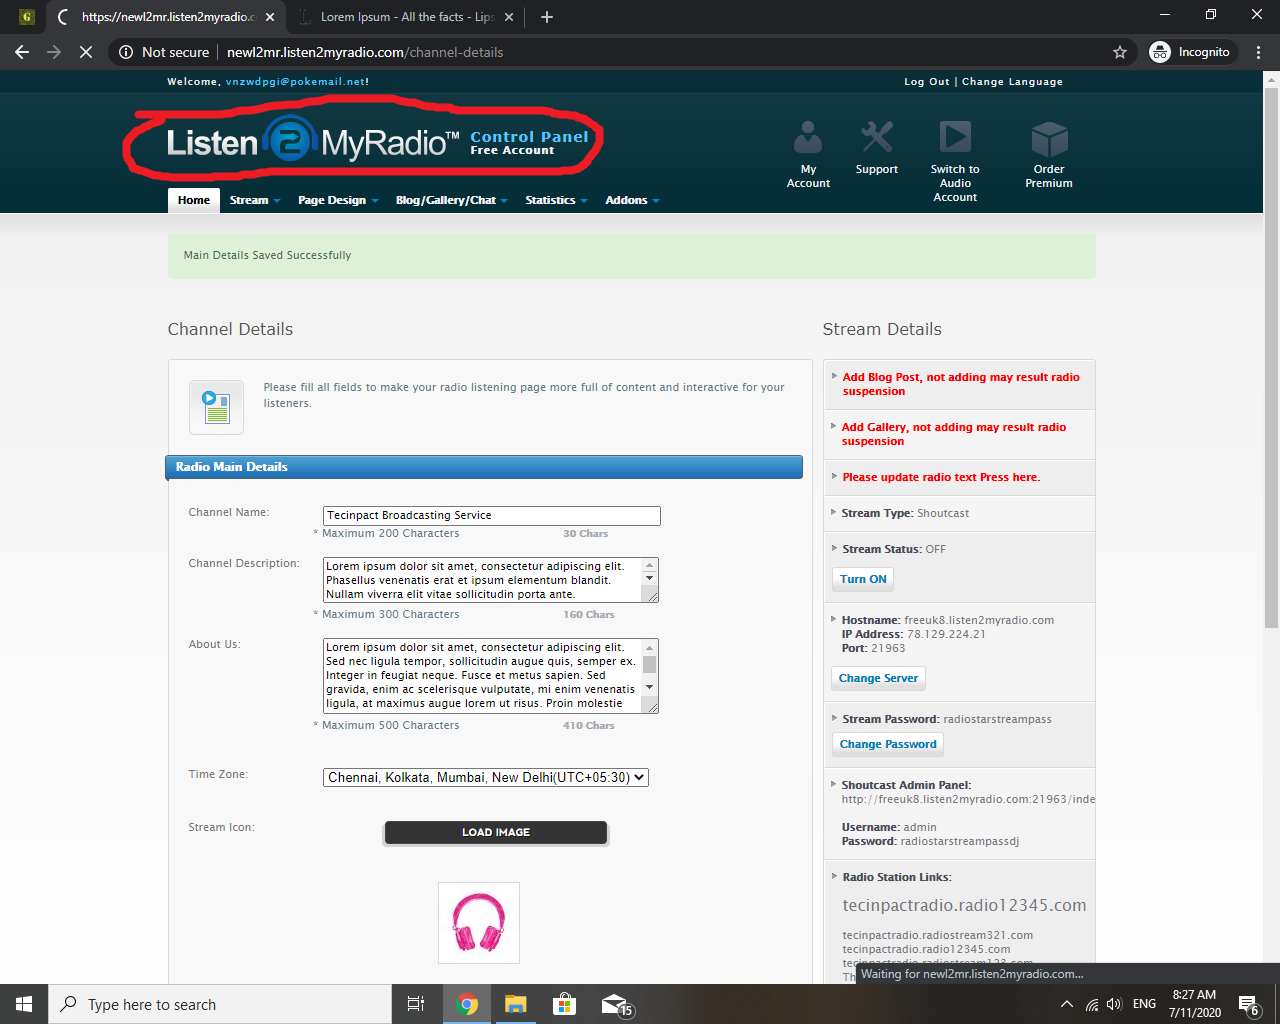 https://newl2mr.listen2myradio.c
Lorem Ipsum - All the facts - Lips
Not secure
newl2mr.listen2myradio.com/channel-details
Incognito
Welcome, vnzwdpgi@pokemail.net!
Log Out | Change Language
Listen 2 MyRadio™ Control Panel
Free Account
My Account
Support
Switch to Audio Account
Order Premium
Home Stream Page Design Blog/Gallery/Chat Statistics Addons
Main Details Saved Successfully
Channel Details
Please fill all fields to make your radio listening page more full of content and interactive for your
listeners.
Radio Main Details
Channel Name:
Tecinpact Broadcasting Service
* Maximum 200 Characters 30 Chars
Channel Description:
Lorem ipsum dolor sit amet, consectetur adipiscing elit.
Phasellus venenatis erat et ipsum elementum blandit.
Nullam viverra elit vitae sollicitudin porta ante.
* Maximum 300 Characters 160 Chars
About Us:
Lorem ipsum dolor sit amet, consectetur adipiscing elit.
Sed nec ligula tempor, sollicitudin augue quis, semper ex.
Integer in feugiat neque. Fusce et metus sapien. Sed
gravida, enim ac scelerisque vulputate, mi enim venenatis
ligula, at maximus augue lorem ut risus. Proin molestie
* Maximum 500 Characters 410 Chars
Time Zone:
Chennai, Kolkata, Mumbai, New Delhi(UTC+05:30)
Stream Icon:
LOAD IMAGE
Stream Details
Add Blog Post, not adding may result radio
suspension
Add Gallery, not adding may result radio
suspension
Please update radio text Press here.
Stream Type: Shoutcast
Stream Status: OFF
Turn ON
Hostname: freeuk8.listen2myradio.com
IP Address: 78.129.224.21
Port: 21963
Change Server
Stream Password: radiostarstreampass
Change Password
Shoutcast Admin Panel:
http://freeuk8.listen2myradio.com:21963/inde
Username: admin
Password: radiostarstreampassdj
Radio Station Links:
tecinpactradio.radio12345.com
tecinpactradio.radiostream321.com
tecinpactradio.radio12345.com
tecinpactradio.radiostream123.com
Th
Waiting for newl2mr.listen2myradio.com...
Type here to search
15
ENG
8:27 AM
7/11/2020
6